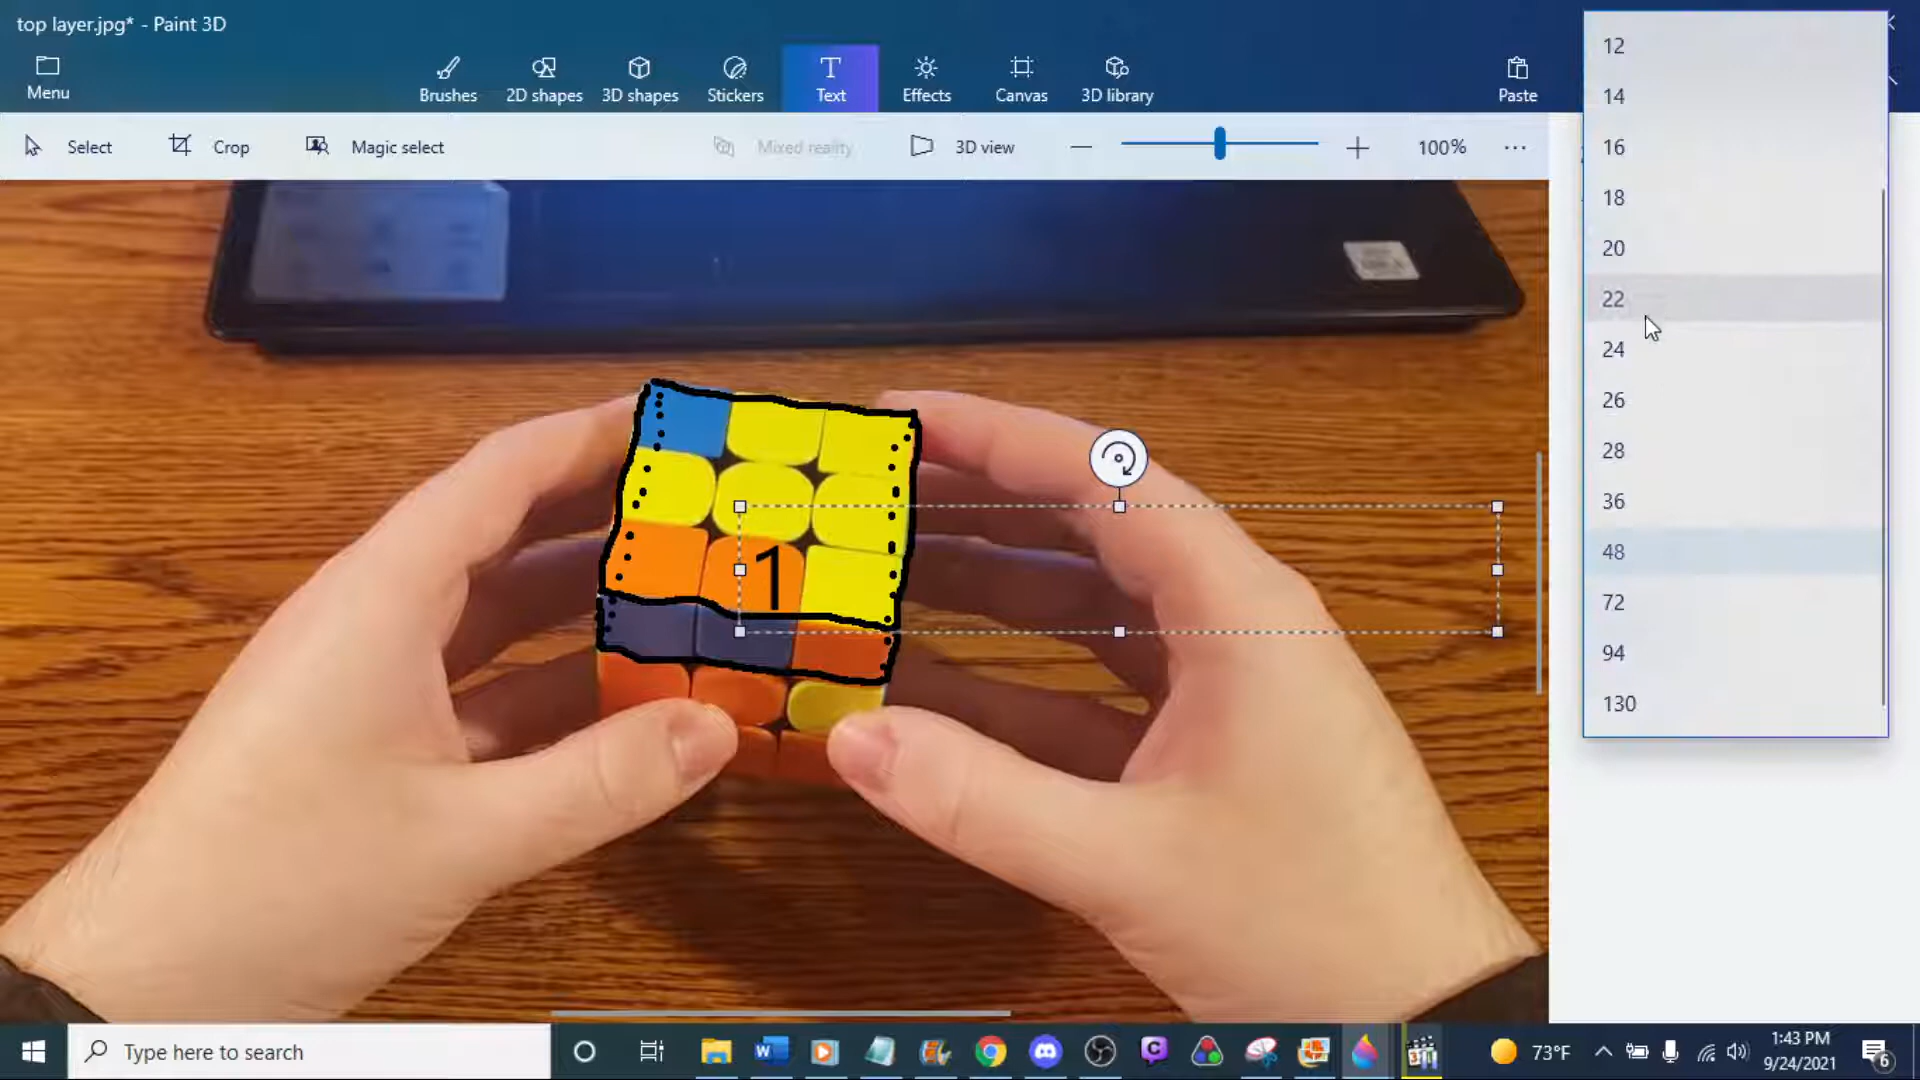 top layer.jpg* - Paint 3D
Menu
Brushes
2D shapes
3D shapes
Stickers
Text
Effects
Canvas
3D library
Paste
Select
Crop
Magic select
Mixed reality
3D view
100%
12
14
16
18
20
22
24
26
28
36
48
72
94
130
1
Type here to search
73°F
1:43 PM
9/24/2021
6